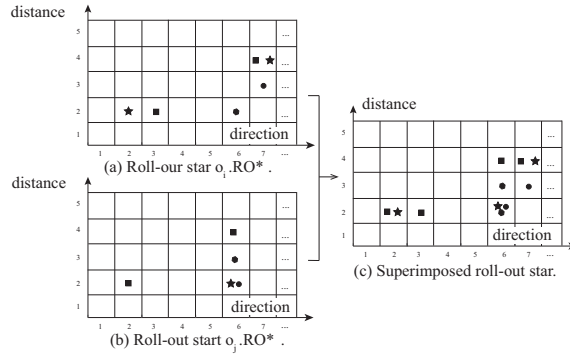 distance
5 ...
4 ...
3 ...
2 ...
1 direction ...
1 2 3 4 5 6 7 ...
(a) Roll-our star o_i.RO* .
distance
5 ...
4 ...
3 ...
2 ...
1 direction ...
1 2 3 4 5 6 7 ...
(b) Roll-out start o_j.RO* .
distance
5 ...
4 ...
3 ...
2 ...
1 direction ...
1 2 3 4 5 6 7 ...
(c) Superimposed roll-out star.